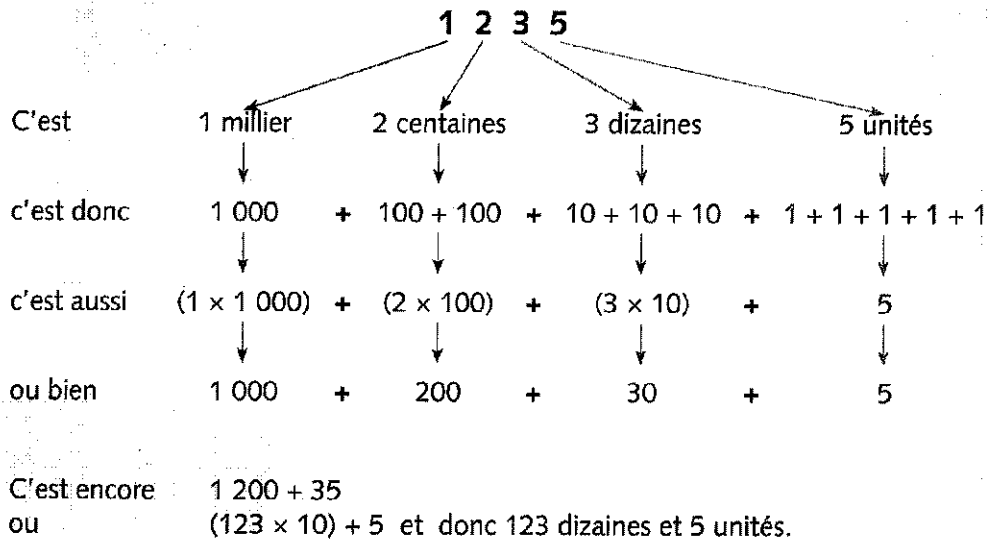 1 2 3 5
C'est 1 millier 2 centaines 3 dizaines 5 unités
c'est donc 1 000 + 100 + 100 + 10 + 10 + 10 + 1 + 1 + 1 + 1 + 1
c'est aussi (1 × 1 000) + (2 × 100) + (3 × 10) + 5
ou bien 1 000 + 200 + 30 + 5
C'est encore 1 200 + 35
ou (123 × 10) + 5 et donc 123 dizaines et 5 unités.